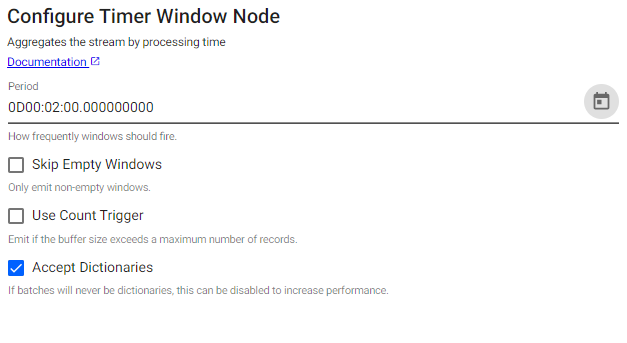 Configure Timer Window Node
Aggregates the stream by processing time
Documentation
Period
0D00:02:00.000000000
How frequently windows should fire.
Skip Empty Windows
Only emit non-empty windows.
Use Count Trigger
Emit if the buffer size exceeds a maximum number of records.
Accept Dictionaries
If batches will never be dictionaries, this can be disabled to increase performance.